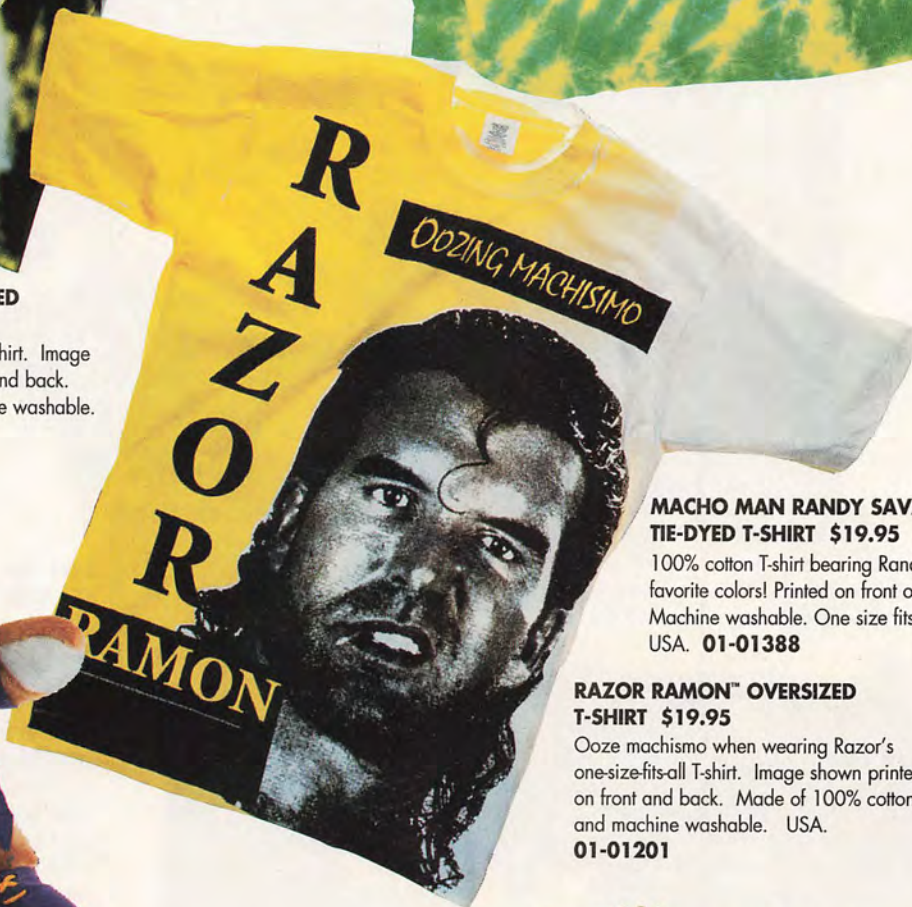 RAZOR
OOZING MACHISIMO
RAMON
ED
hirt. Image
nd back.
e washable.
MACHO MAN RANDY SAV
TIE-DYED T-SHIRT $19.95
100% cotton T-shirt bearing Ran
favorite colors! Printed on front o
Machine washable. One size fits
USA. 01-01388
RAZOR RAMON™ OVERSIZED
T-SHIRT $19.95
Ooze machismo when wearing Razor's
one-size-fits-all T-shirt. Image shown printe
on front and back. Made of 100% cotton
and machine washable. USA.
01-01201